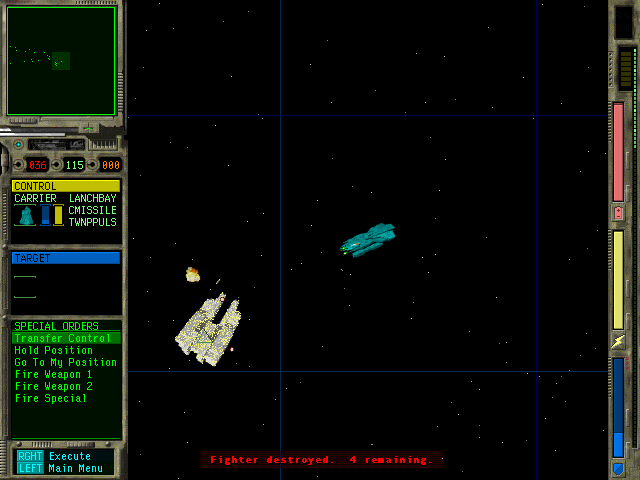 036 115 000
CONTROL
CARRIER LANCHBAY
CMISSILE
TWNPPULS
TARGET
SPECIAL ORDERS
Transfer Control
Hold Position
Go To My Position
Fire Weapon 1
Fire Weapon 2
Fire Special
RGHT Execute
LEFT Main Menu
Fighter destroyed. 4 remaining.